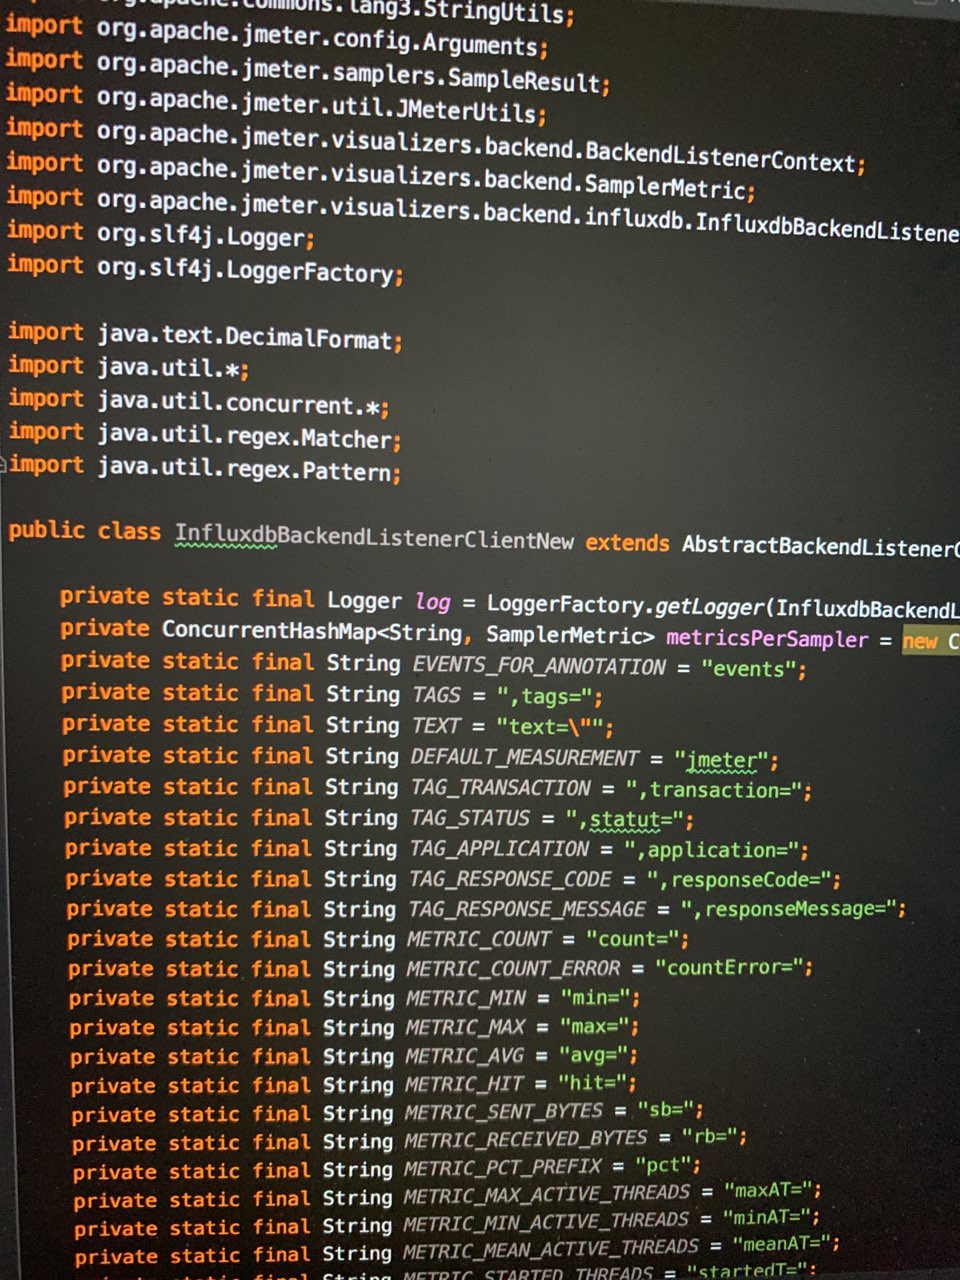 import org.apache.commons.lang3.StringUtils;
import org.apache.jmeter.config.Arguments;
import org.apache.jmeter.samplers.SampleResult;
import org.apache.jmeter.util.JMeterUtils;
import org.apache.jmeter.visualizers.backend.BackendListenerContext;
import org.apache.jmeter.visualizers.backend.SamplerMetric;
import org.apache.jmeter.visualizers.backend.influxdb.InfluxdbBackendListene
import org.slf4j.Logger;
import org.slf4j.LoggerFactory;
import java.text.DecimalFormat;
import java.util.*;
import java.util.concurrent.*;
import java.util.regex.Matcher;
import java.util.regex.Pattern;
public class InfluxdbBackendListenerClientNew extends AbstractBackendListenerC
private static final Logger log = LoggerFactory.getLogger(InfluxdbBackendL
private ConcurrentHashMap<String, SamplerMetric> metricsPerSampler = new C
private static final String EVENTS_FOR_ANNOTATION = "events";
private static final String TAGS = ",tags=";
private static final String TEXT = "text=\"";
private static final String DEFAULT_MEASUREMENT = "jmeter";
private static final String TAG_TRANSACTION = ",transaction=";
private static final String TAG_STATUS = ",statut=";
private static final String TAG_APPLICATION = ",application=";
private static final String TAG_RESPONSE_CODE = ",responseCode=";
private static final String TAG_RESPONSE_MESSAGE = ",responseMessage=";
private static final String METRIC_COUNT = "count=";
private static final String METRIC_COUNT_ERROR = "countError=";
private static final String METRIC_MIN = "min=";
private static final String METRIC_MAX = "max=";
private static final String METRIC_AVG = "avg=";
private static final String METRIC_HIT = "hit=";
private static final String METRIC_SENT_BYTES = "sb=";
private static final String METRIC_RECEIVED_BYTES = "rb=";
private static final String METRIC_PCT_PREFIX = "pct";
private static final String METRIC_MAX_ACTIVE_THREADS = "maxAT=";
private static final String METRIC_MIN_ACTIVE_THREADS = "minAT=";
private static final String METRIC_MEAN_ACTIVE_THREADS = "meanAT=";
private static final String METRIC_STARTED_THREADS = "startedT=";